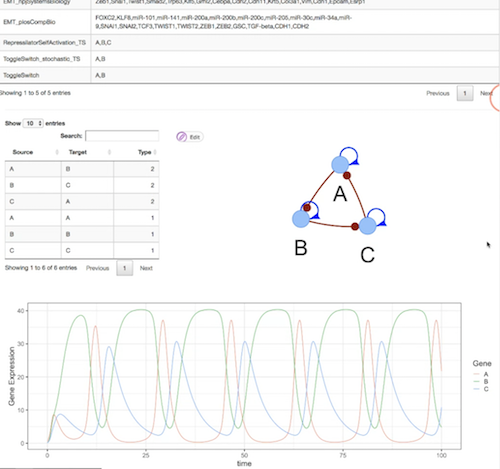 EMT_npjSystemsBiology Zeb1,Snai1,Twist1,Smad2,Trp63,Klf5,Grhl2,Cebpa,Cdh2,Cdh11,Krt5,Col3a1,Vim,Cdh1,Epcam,Esrp1
EMT_plosCompBio FOXC2,KLF8,miR-101,miR-141,miR-200a,miR-200b,miR-200c,miR-205,miR-30c,miR-34a,miR-
9,SNAI1,SNAI2,TCF3,TWIST1,TWIST2,ZEB1,ZEB2,GSC,TGF-beta,CDH1,CDH2
RepressilatorSelfActivation_TS A,B,C
ToggleSwitch_stochastic_TS A,B
ToggleSwitch A,B
Showing 1 to 5 of 5 entries Previous 1 Next
Show 10 entries
Search: Edit
Source Target Type
A B 2
B C 2
C A 2
A A 1
B B 1
C C 1
Showing 1 to 6 of 6 entries Previous 1 Next
A
B C
Gene Expression
40
30
20
10
0
0 25 50 75 100
time
Gene
A
B
C